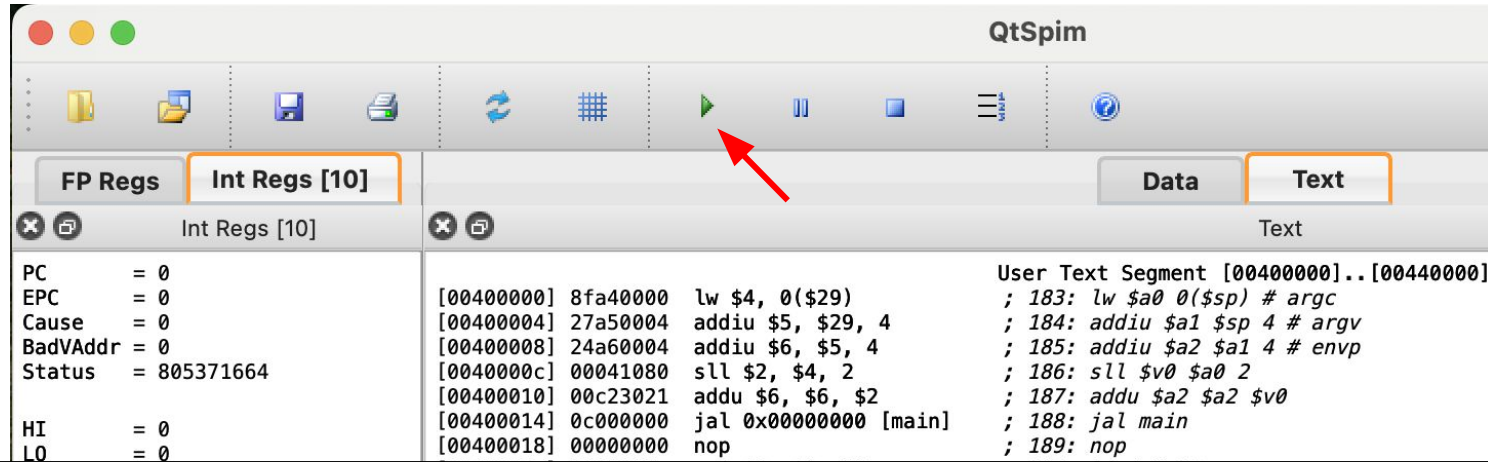 QtSpim
FP Regs
Int Regs [10]
Data
Text
Int Regs [10]
Text
PC = 0
EPC = 0
Cause = 0
BadVAddr = 0
Status = 805371664
HI = 0
LO = 0
User Text Segment [00400000]..[00440000]
[00400000] 8fa40000 lw $4, 0($29) ; 183: lw $a0 0($sp) # argc
[00400004] 27a50004 addiu $5, $29, 4 ; 184: addiu $a1 $sp 4 # argv
[00400008] 24a60004 addiu $6, $5, 4 ; 185: addiu $a2 $a1 4 # envp
[0040000c] 00041080 sll $2, $4, 2 ; 186: sll $v0 $a0 2
[00400010] 00c23021 addu $6, $6, $2 ; 187: addu $a2 $a2 $v0
[00400014] 0c000000 jal 0x00000000 [main] ; 188: jal main
[00400018] 00000000 nop ; 189: nop